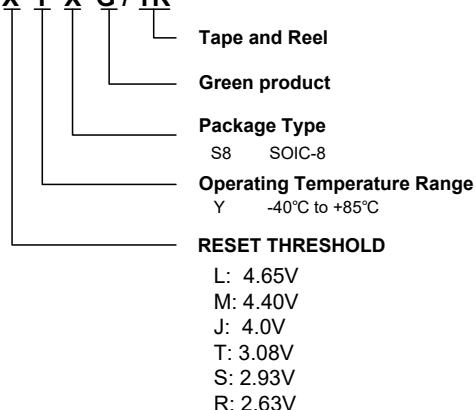 X X G /
Tape and Reel
Green product
Package Type
S8 SOIC-8
Operating Temperature Range
Y -40℃ to +85℃
RESET THRESHOLD
L: 4.65V
M: 4.40V
J: 4.0V
T: 3.08V
S: 2.93V
R: 2.63V